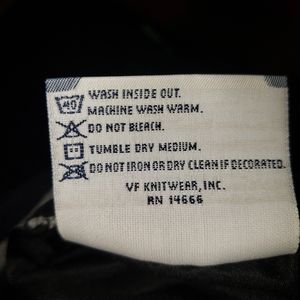 WASH INSIDE OUT.
40 MACHINE WASH WARM.
DO NOT BLEACH.
TUMBLE DRY MEDIUM.
DO NOT IRON OR DRY CLEAN IF DECORATED.
VF KNITWEAR, INC.
RN 14666